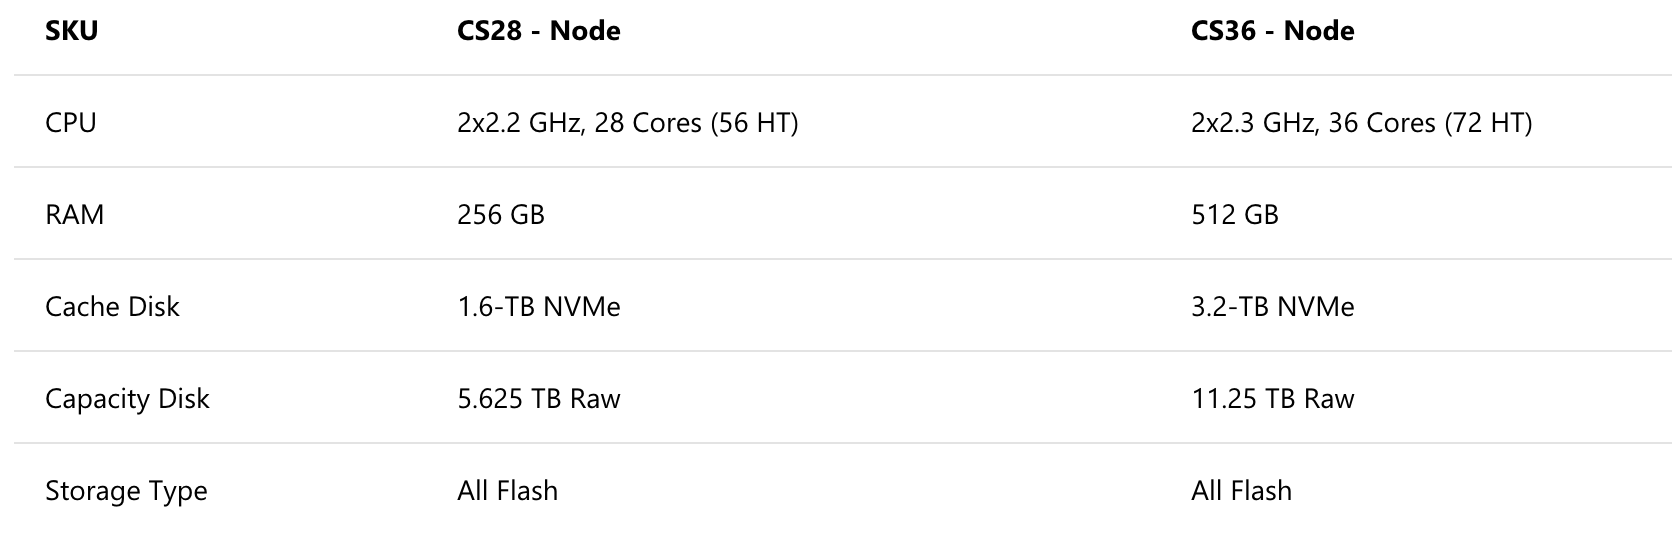 SKU CS28 - Node CS36 - Node
CPU 2x2.2 GHz, 28 Cores (56 HT) 2x2.3 GHz, 36 Cores (72 HT)
RAM 256 GB 512 GB
Cache Disk 1.6-TB NVMe 3.2-TB NVMe
Capacity Disk 5.625 TB Raw 11.25 TB Raw
Storage Type All Flash All Flash